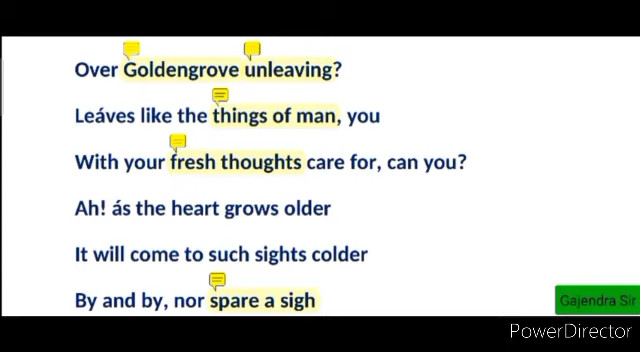 Over Goldengrove unleaving?
Leáves like the things of man, you
With your fresh thoughts care for, can you?
Ah! ás the heart grows older
It will come to such sights colder
By and by, nor spare a sigh
Gajendra Sir
PowerDirector